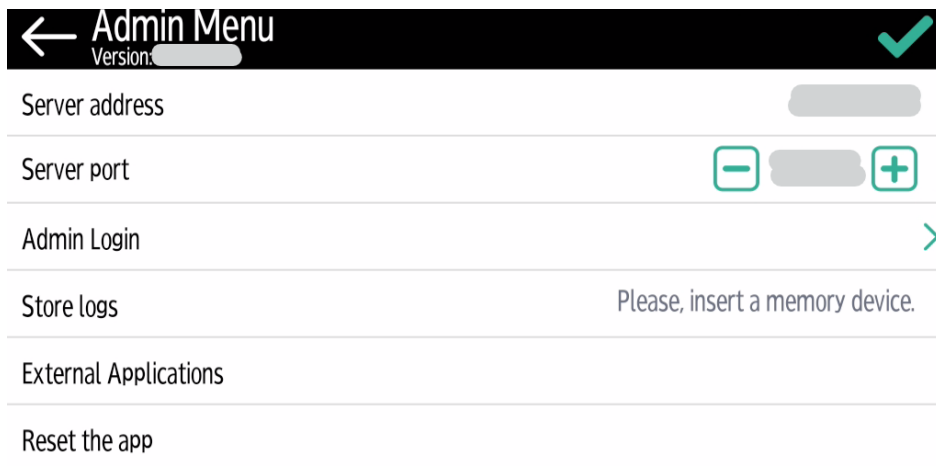 Admin Menu
Version:
Server address
Server port
Admin Login
Store logs
Please, insert a memory device.
External Applications
Reset the app